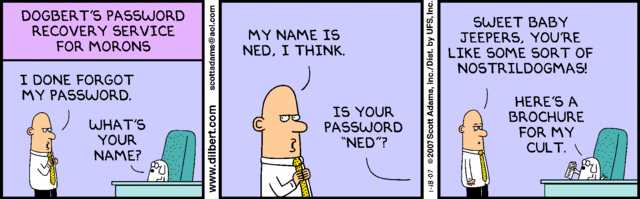 DOGBERT'S PASSWORD
RECOVERY SERVICE
FOR MORONS
I DONE FORGOT
MY PASSWORD.
WHAT'S
YOUR
NAME?
www.dilbert.com
scottadams@aol.com
MY NAME IS
NED, I THINK.
IS YOUR
PASSWORD
"NED"?
1-18-07 © 2007 Scott Adams, Inc./Dist. by UFS, Inc.
SWEET BABY
JEEPERS, YOU'RE
LIKE SOME SORT OF
NOSTRILDOGMAS!
HERE'S A
BROCHURE
FOR MY
CULT.